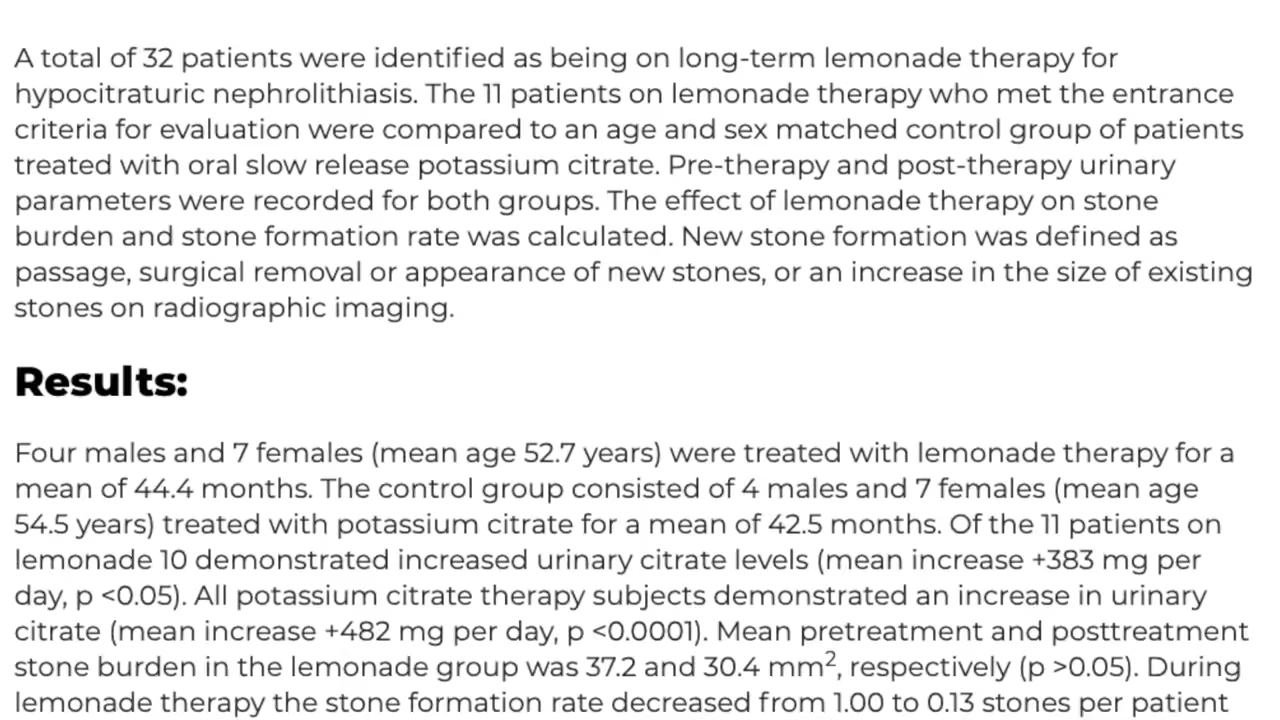 A total of 32 patients were identified as being on long-term lemonade therapy for
hypocitraturic nephrolithiasis. The 11 patients on lemonade therapy who met the entrance
criteria for evaluation were compared to an age and sex matched control group of patients
treated with oral slow release potassium citrate. Pre-therapy and post-therapy urinary
parameters were recorded for both groups. The effect of lemonade therapy on stone
burden and stone formation rate was calculated. New stone formation was defined as
passage, surgical removal or appearance of new stones, or an increase in the size of existing
stones on radiographic imaging.
Results:
Four males and 7 females (mean age 52.7 years) were treated with lemonade therapy for a
mean of 44.4 months. The control group consisted of 4 males and 7 females (mean age
54.5 years) treated with potassium citrate for a mean of 42.5 months. Of the 11 patients on
lemonade 10 demonstrated increased urinary citrate levels (mean increase +383 mg per
day, p <0.05). All potassium citrate therapy subjects demonstrated an increase in urinary
citrate (mean increase +482 mg per day, p <0.0001). Mean pretreatment and posttreatment
stone burden in the lemonade group was 37.2 and 30.4 mm², respectively (p >0.05). During
lemonade therapy the stone formation rate decreased from 1.00 to 0.13 stones per patient